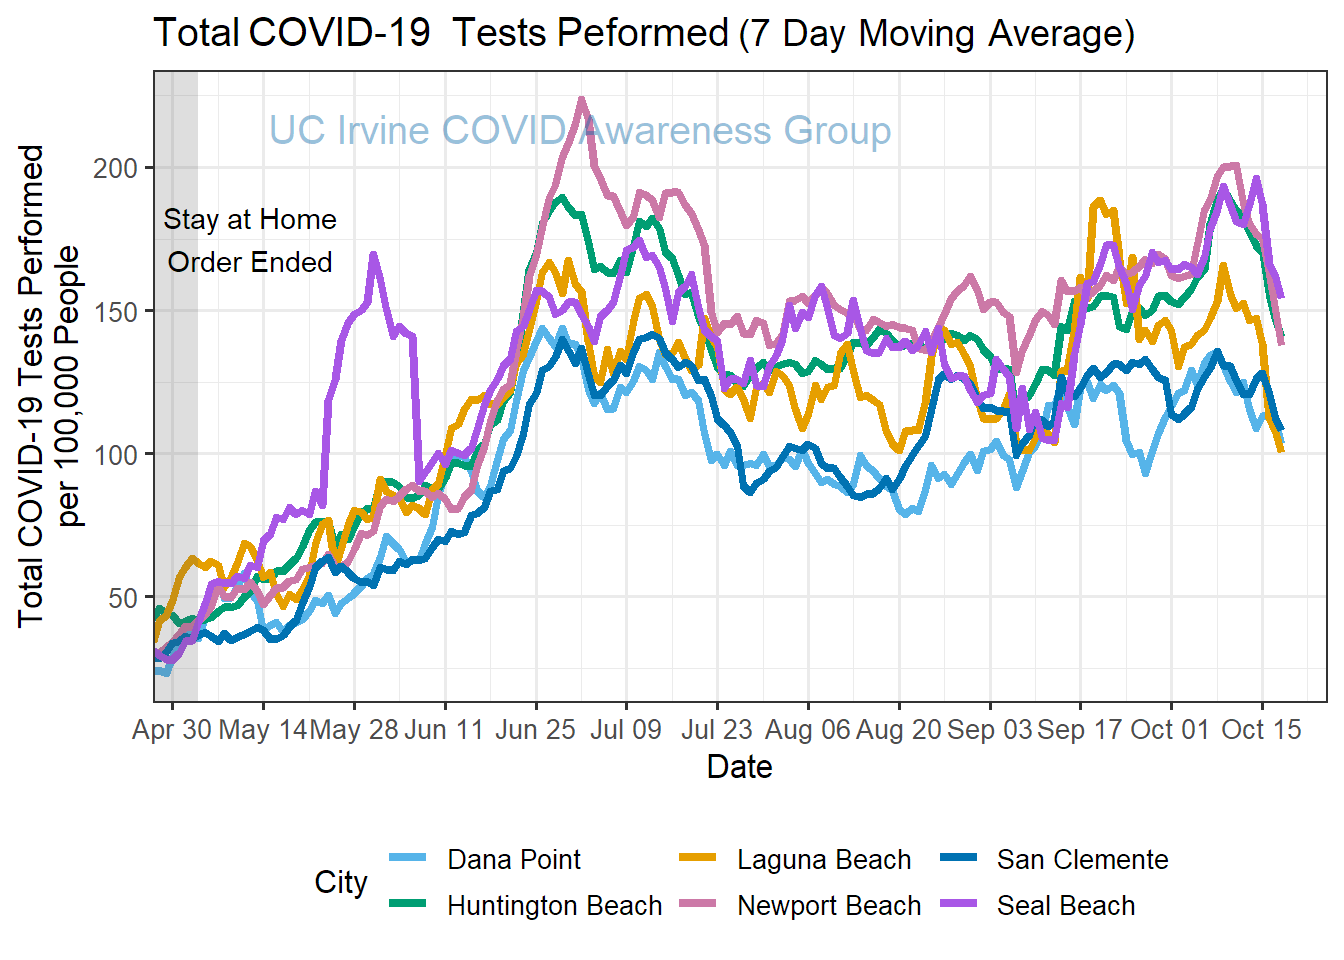 Total COVID-19  Tests Peformed (7 Day Moving Average)
UC Irvine COVID Awareness Group
Stay at Home
Order Ended
Total COVID-19 Tests Performed
per 100,000 People
200
150
100
50
Apr 30 May 14 May 28 Jun 11 Jun 25 Jul 09 Jul 23 Aug 06 Aug 20 Sep 03 Sep 17 Oct 01 Oct 15
Date
City
Dana Point Laguna Beach San Clemente
Huntington Beach Newport Beach Seal Beach